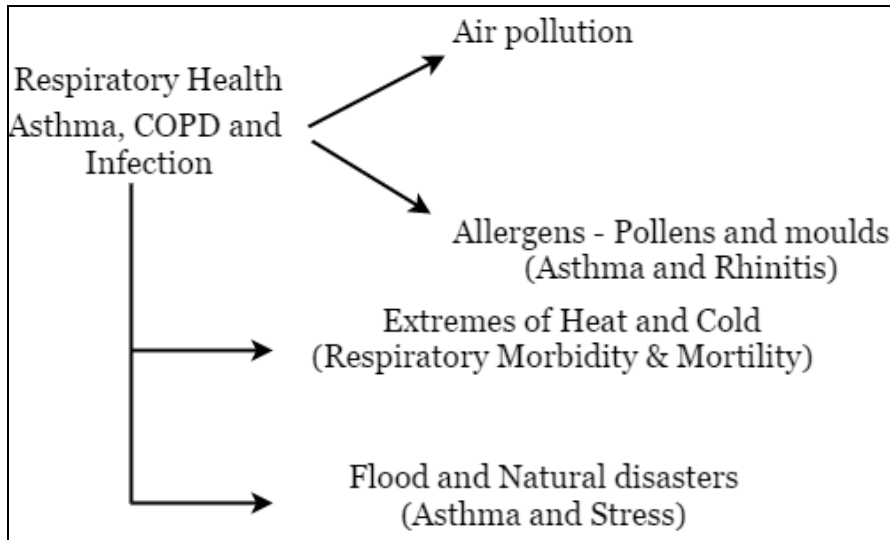 Air pollution
Respiratory Health
Asthma, COPD and
Infection
Allergens - Pollens and moulds
(Asthma and Rhinitis)
Extremes of Heat and Cold
(Respiratory Morbidity & Mortility)
Flood and Natural disasters
(Asthma and Stress)